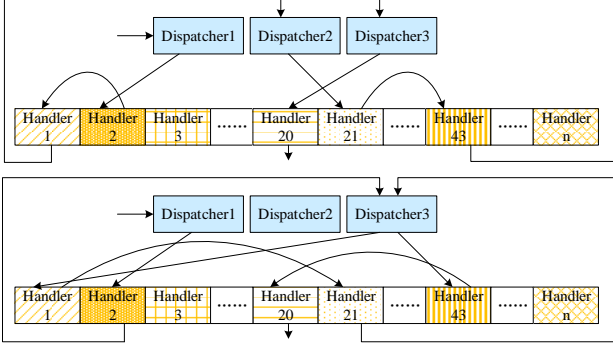 Dispatcher1 Dispatcher2 Dispatcher3
Handler Handler Handler ...... Handler Handler ...... Handler ...... Handler
1 2 3 20 21 43 n
Dispatcher1 Dispatcher2 Dispatcher3
Handler Handler Handler ...... Handler Handler ...... Handler ...... Handler
1 2 3 20 21 43 n